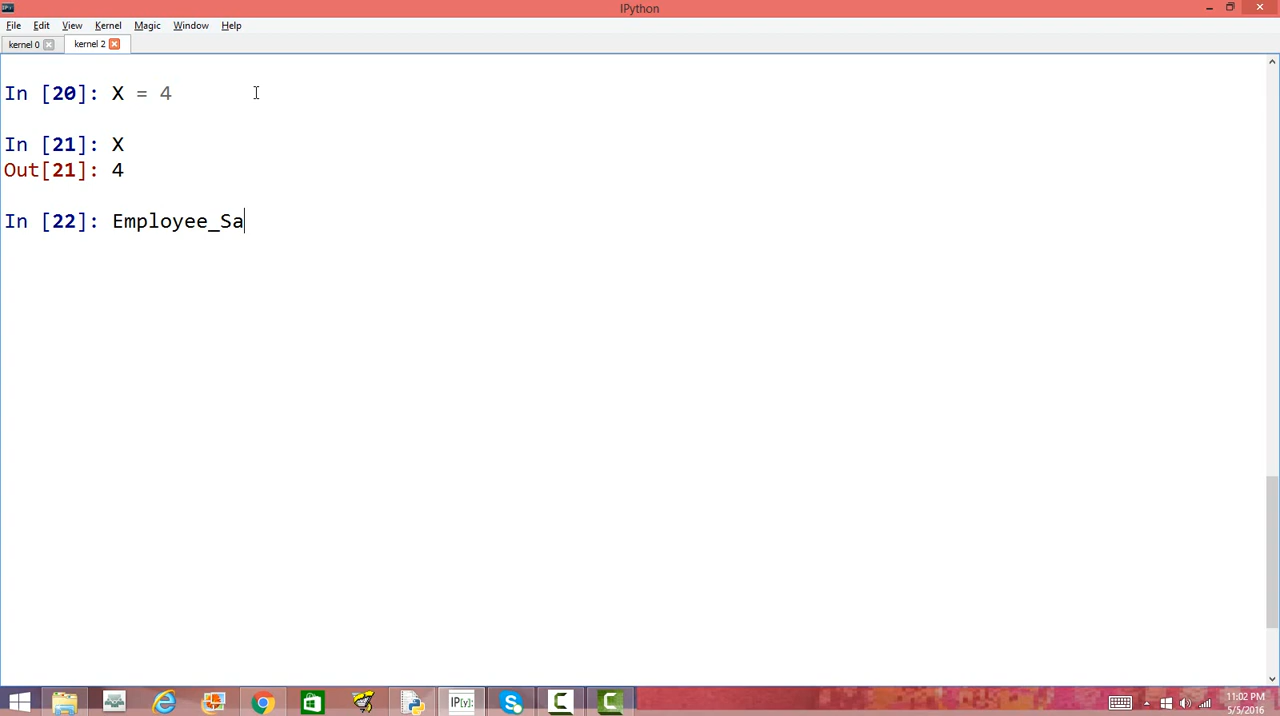 IPython
File Edit View Kernel Magic Window Help
kernel 0 kernel 2
In [20]: X = 4
In [21]: X
Out[21]: 4
In [22]: Employee_Sa
IP[y]:
11:02 PM
5/5/2016